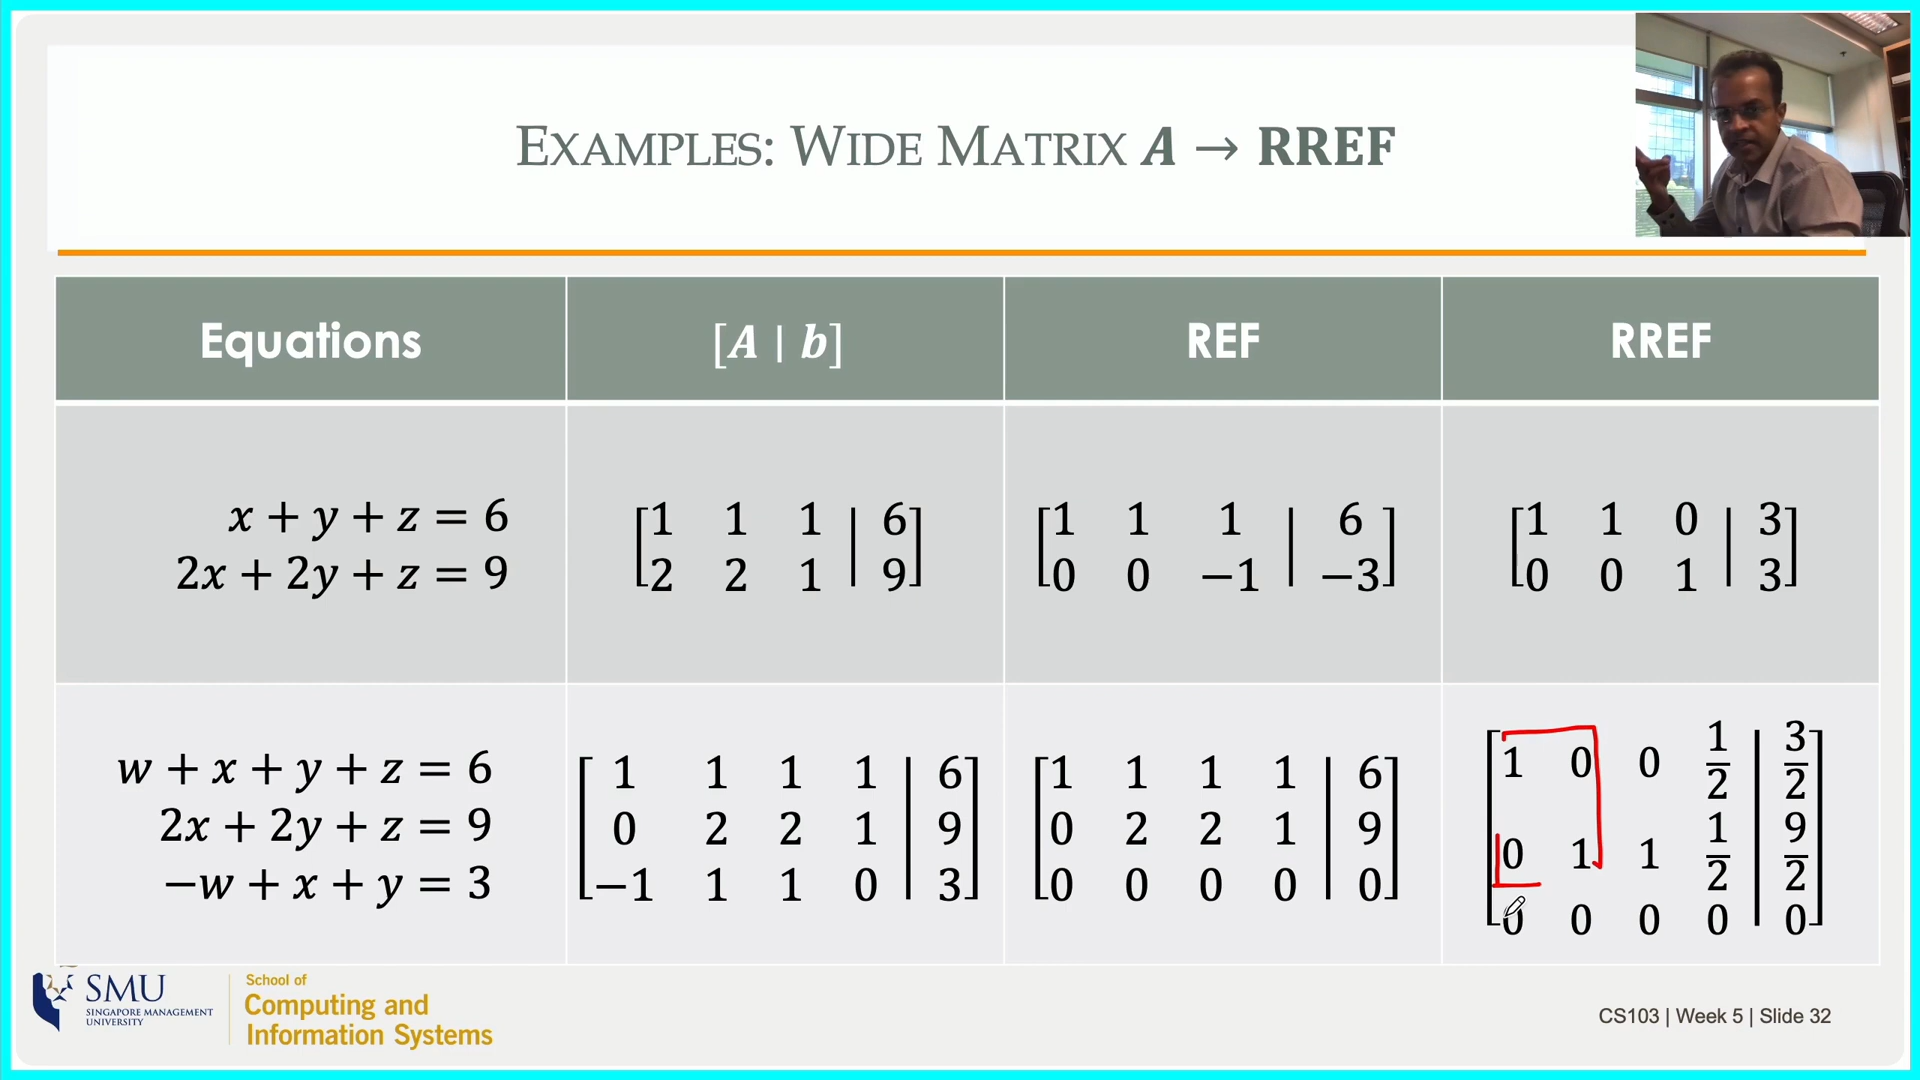 EXAMPLES: WIDE MATRIX A → RREF
Equations [A | b] REF RREF
x + y + z = 6
2x + 2y + z = 9
[1 1 1 | 6]
[2 2 1 | 9]
[1 1 1 | 6]
[0 0 −1 | −3]
[1 1 0 | 3]
[0 0 1 | 3]
w + x + y + z = 6
2x + 2y + z = 9
−w + x + y = 3
[1 1 1 1 | 6]
[0 2 2 1 | 9]
[−1 1 1 0 | 3]
[1 1 1 1 | 6]
[0 2 2 1 | 9]
[0 0 0 0 | 0]
[1 0 0 1/2 | 3/2]
[0 1 1 1/2 | 9/2]
[0 0 0 0 | 0]
SMU
SINGAPORE MANAGEMENT
UNIVERSITY
School of
Computing and
Information Systems
CS103 | Week 5 | Slide 32